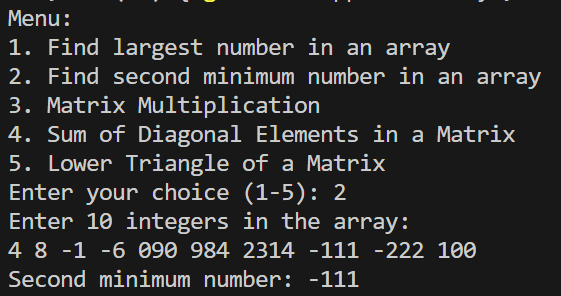 Menu:
1. Find largest number in an array
2. Find second minimum number in an array
3. Matrix Multiplication
4. Sum of Diagonal Elements in a Matrix
5. Lower Triangle of a Matrix
Enter your choice (1-5): 2
Enter 10 integers in the array:
4 8 -1 -6 090 984 2314 -111 -222 100
Second minimum number: -111